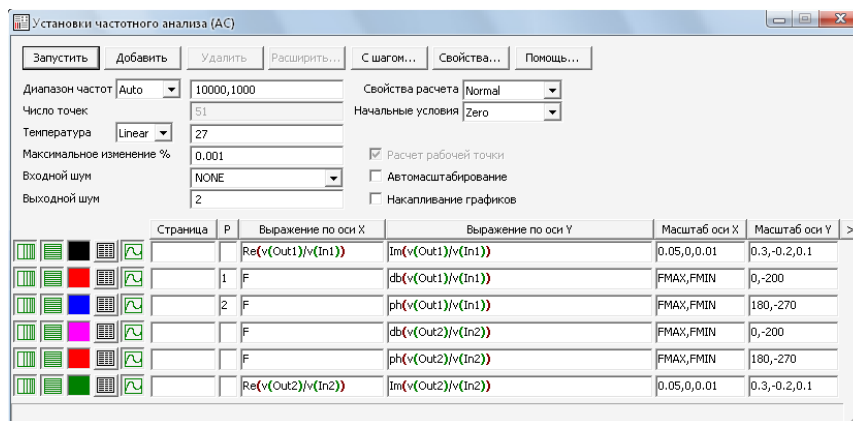 Установки частотного анализа (AC)
Запустить Добавить Удалить Расширить... С шагом... Свойства... Помощь...
Диапазон частот Auto 10000,1000 Свойства расчета Normal
Число точек 51 Начальные условия Zero
Температура Linear 27
Максимальное изменение % 0.001 Расчет рабочей точки
Входной шум NONE Автомасштабирование
Выходной шум 2 Накапливание графиков
Страница P Выражение по оси X Выражение по оси Y Масштаб оси X Масштаб оси Y >
Re(v(Out1)/v(In1)) Im(v(Out1)/v(In1)) 0.05,0,0.01 0.3,-0.2,0.1
1 F db(v(Out1)/v(In1)) FMAX,FMIN 0,-200
2 F ph(v(Out1)/v(In1)) FMAX,FMIN 180,-270
F db(v(Out2)/v(In2)) FMAX,FMIN 0,-200
F ph(v(Out2)/v(In2)) FMAX,FMIN 180,-270
Re(v(Out2)/v(In2)) Im(v(Out2)/v(In2)) 0.05,0,0.01 0.3,-0.2,0.1